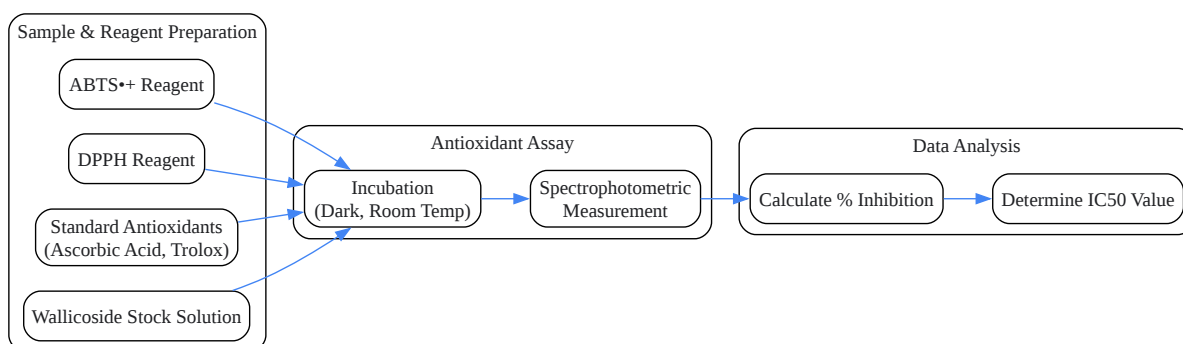 Sample & Reagent Preparation
ABTS•+ Reagent
DPPH Reagent
Standard Antioxidants
(Ascorbic Acid, Trolox)
Wallicoside Stock Solution
Antioxidant Assay
Incubation
(Dark, Room Temp)
Spectrophotometric
Measurement
Data Analysis
Calculate % Inhibition
Determine IC50 Value